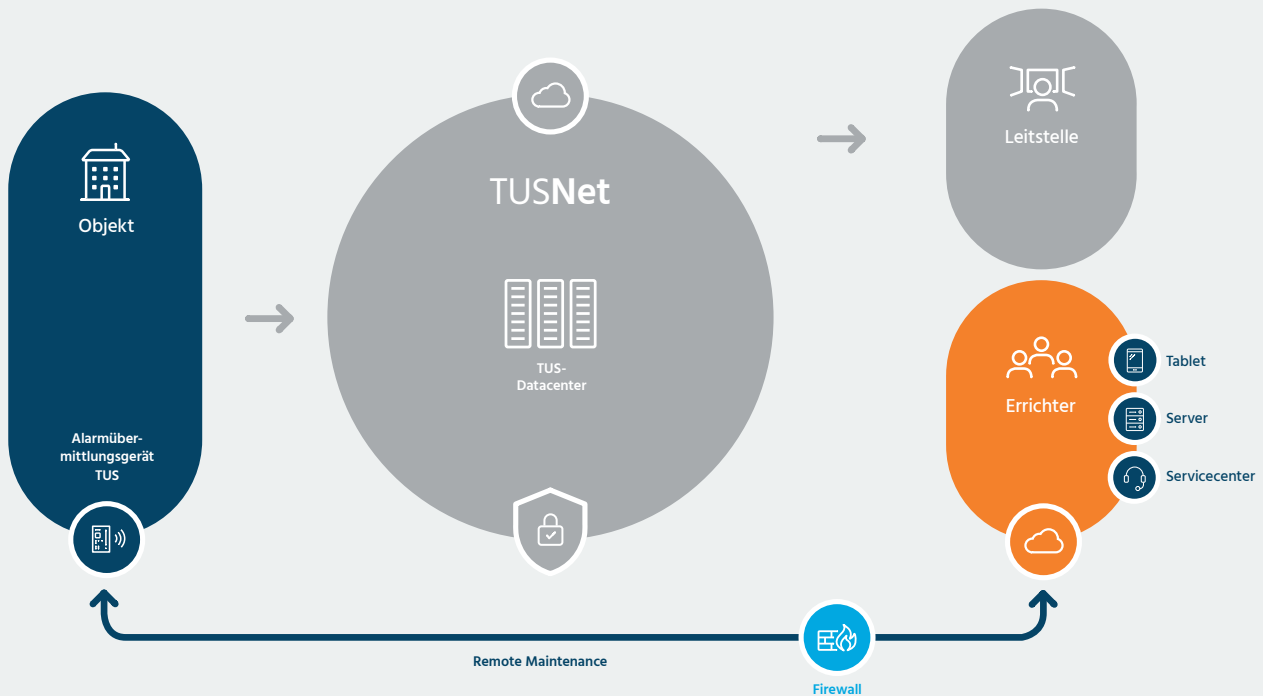 Objekt
Alarmüber-
mittlungsgerät
TUS
TUSNet
TUS-
Datacenter
Leitstelle
Errichter
Tablet
Server
Servicecenter
Remote Maintenance
Firewall